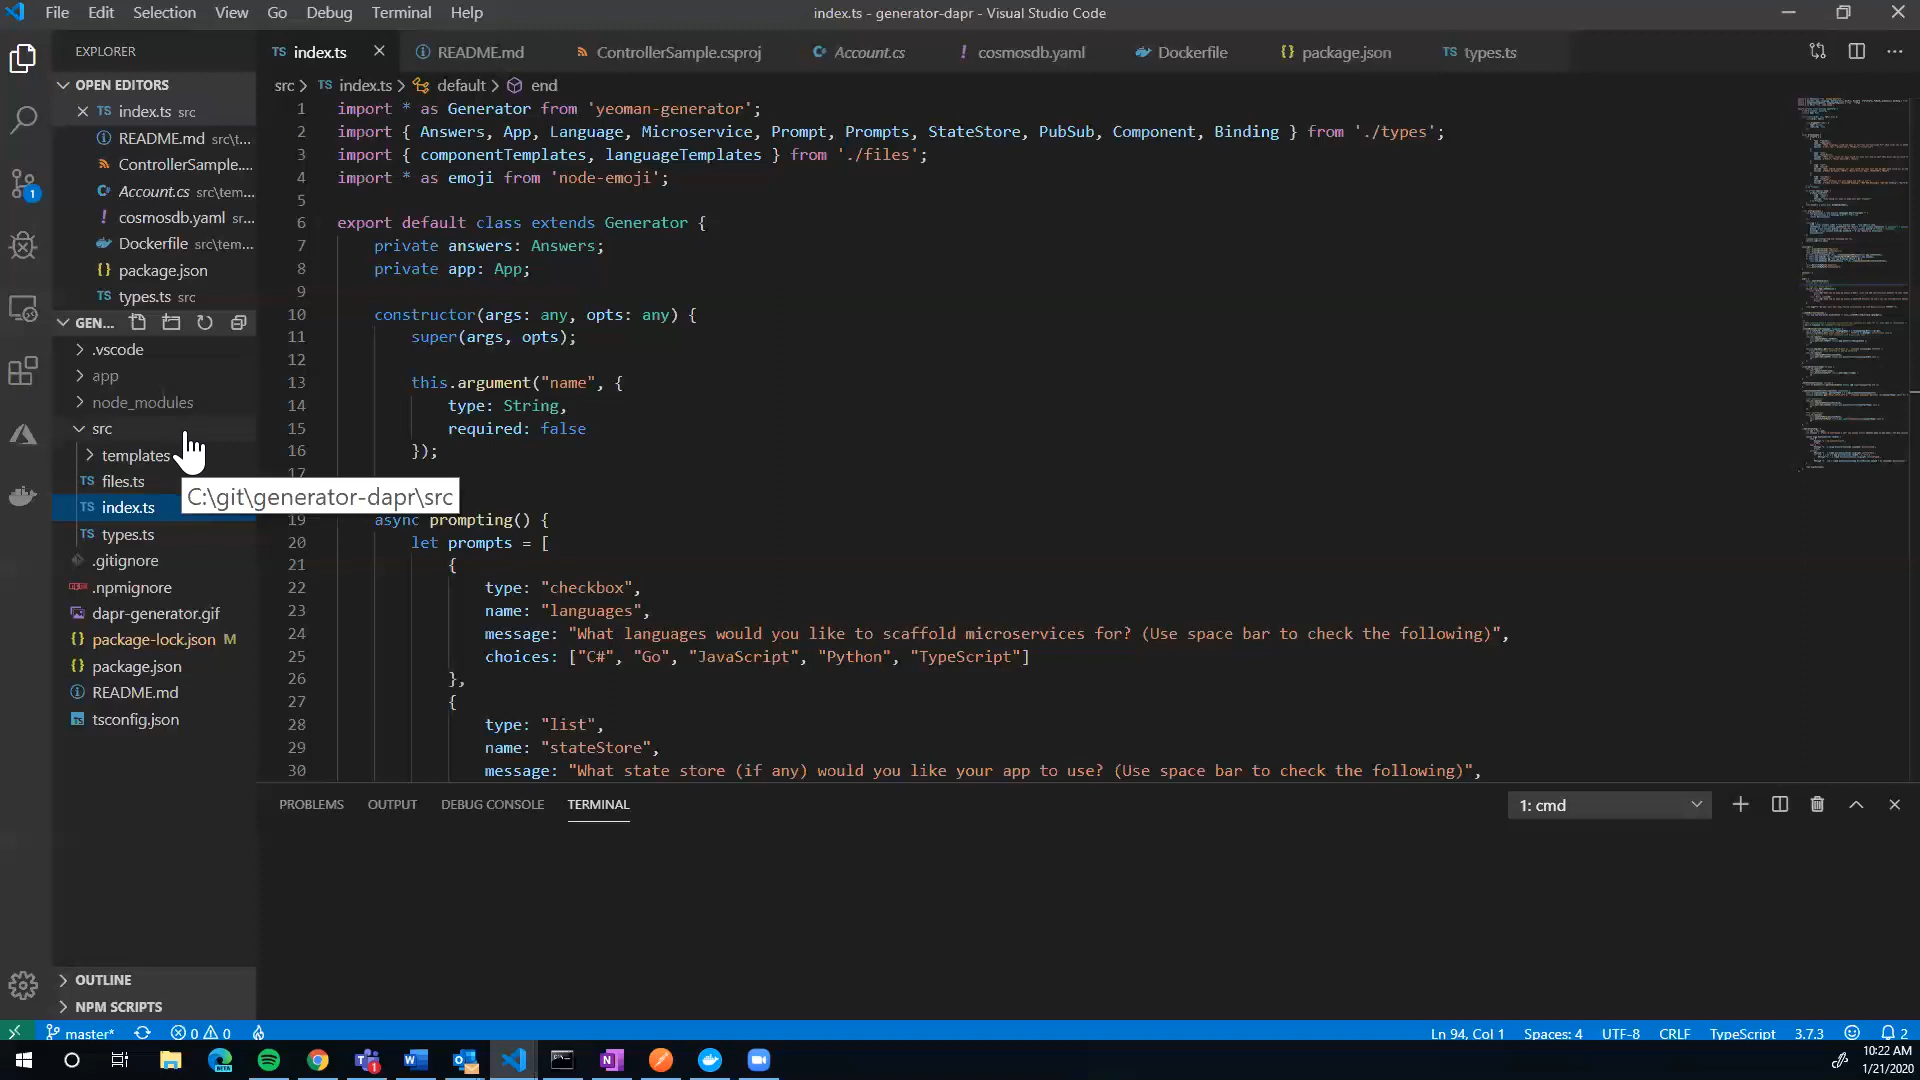 File Edit Selection View Go Debug Terminal Help
index.ts - generator-dapr - Visual Studio Code
EXPLORER
TS index.ts
README.md
ControllerSample.csproj
C# Account.cs
! cosmosdb.yaml
Dockerfile
{} package.json
TS types.ts
OPEN EDITORS
TS index.ts src
README.md src\t...
ControllerSample....
C# Account.cs src\tem...
! cosmosdb.yaml sr...
Dockerfile src\tem...
{} package.json
TS types.ts src
GEN...
.vscode
app
node_modules
src
templates
TS files.ts
TS index.ts
TS types.ts
.gitignore
.npmignore
dapr-generator.gif
{} package-lock.json M
{} package.json
README.md
tsconfig.json
OUTLINE
NPM SCRIPTS
C:\git\generator-dapr\src
src > TS index.ts > default > end
1 import * as Generator from 'yeoman-generator';
2 import { Answers, App, Language, Microservice, Prompt, Prompts, StateStore, PubSub, Component, Binding } from './types';
3 import { componentTemplates, languageTemplates } from './files';
4 import * as emoji from 'node-emoji';
5
6 export default class extends Generator {
7 private answers: Answers;
8 private app: App;
9
10 constructor(args: any, opts: any) {
11 super(args, opts);
12
13 this.argument("name", {
14 type: String,
15 required: false
16 });
17
19 async prompting() {
20 let prompts = [
21 {
22 type: "checkbox",
23 name: "languages",
24 message: "What languages would you like to scaffold microservices for? (Use space bar to check the following)",
25 choices: ["C#", "Go", "JavaScript", "Python", "TypeScript"]
26 },
27 {
28 type: "list",
29 name: "stateStore",
30 message: "What state store (if any) would you like your app to use? (Use space bar to check the following)",
PROBLEMS OUTPUT DEBUG CONSOLE TERMINAL
1: cmd
master* 0 0
Ln 94, Col 1 Spaces: 4 UTF-8 CRLF TypeScript 3.7.3 2
10:22 AM
1/21/2020